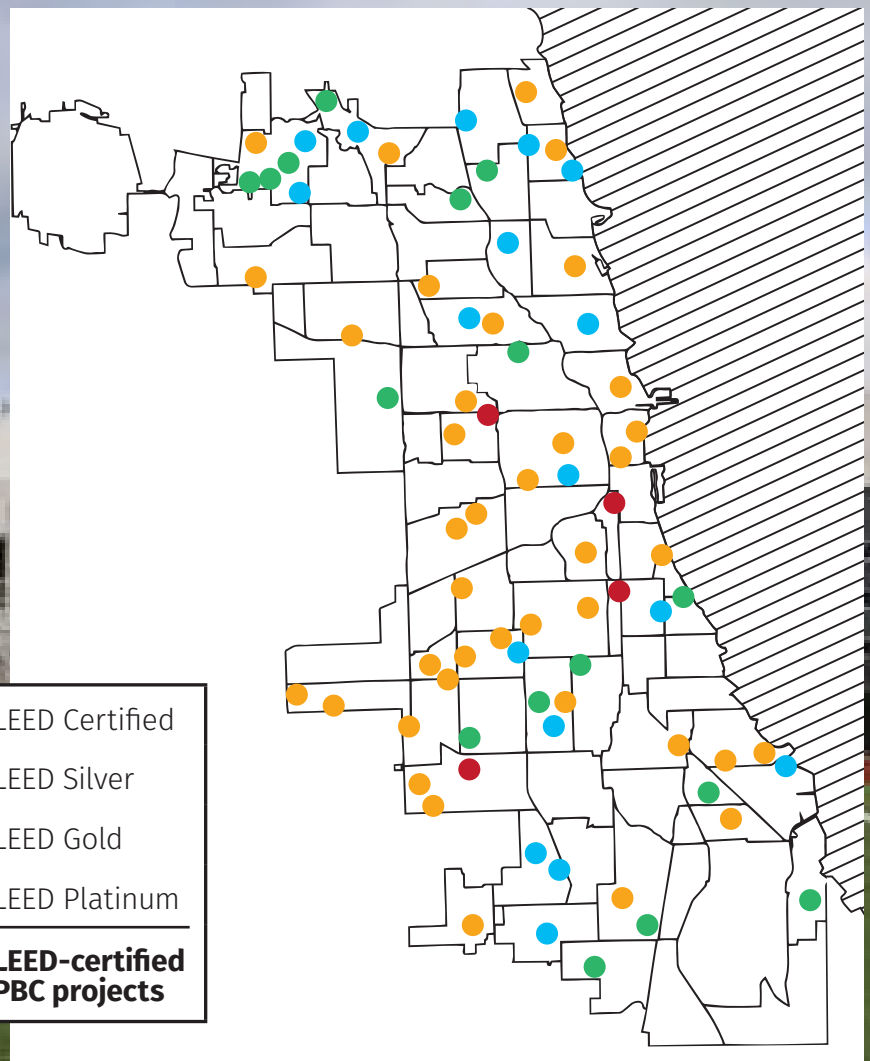 LEED Certified
LEED Silver
LEED Gold
LEED Platinum
LEED-certified
PBC projects